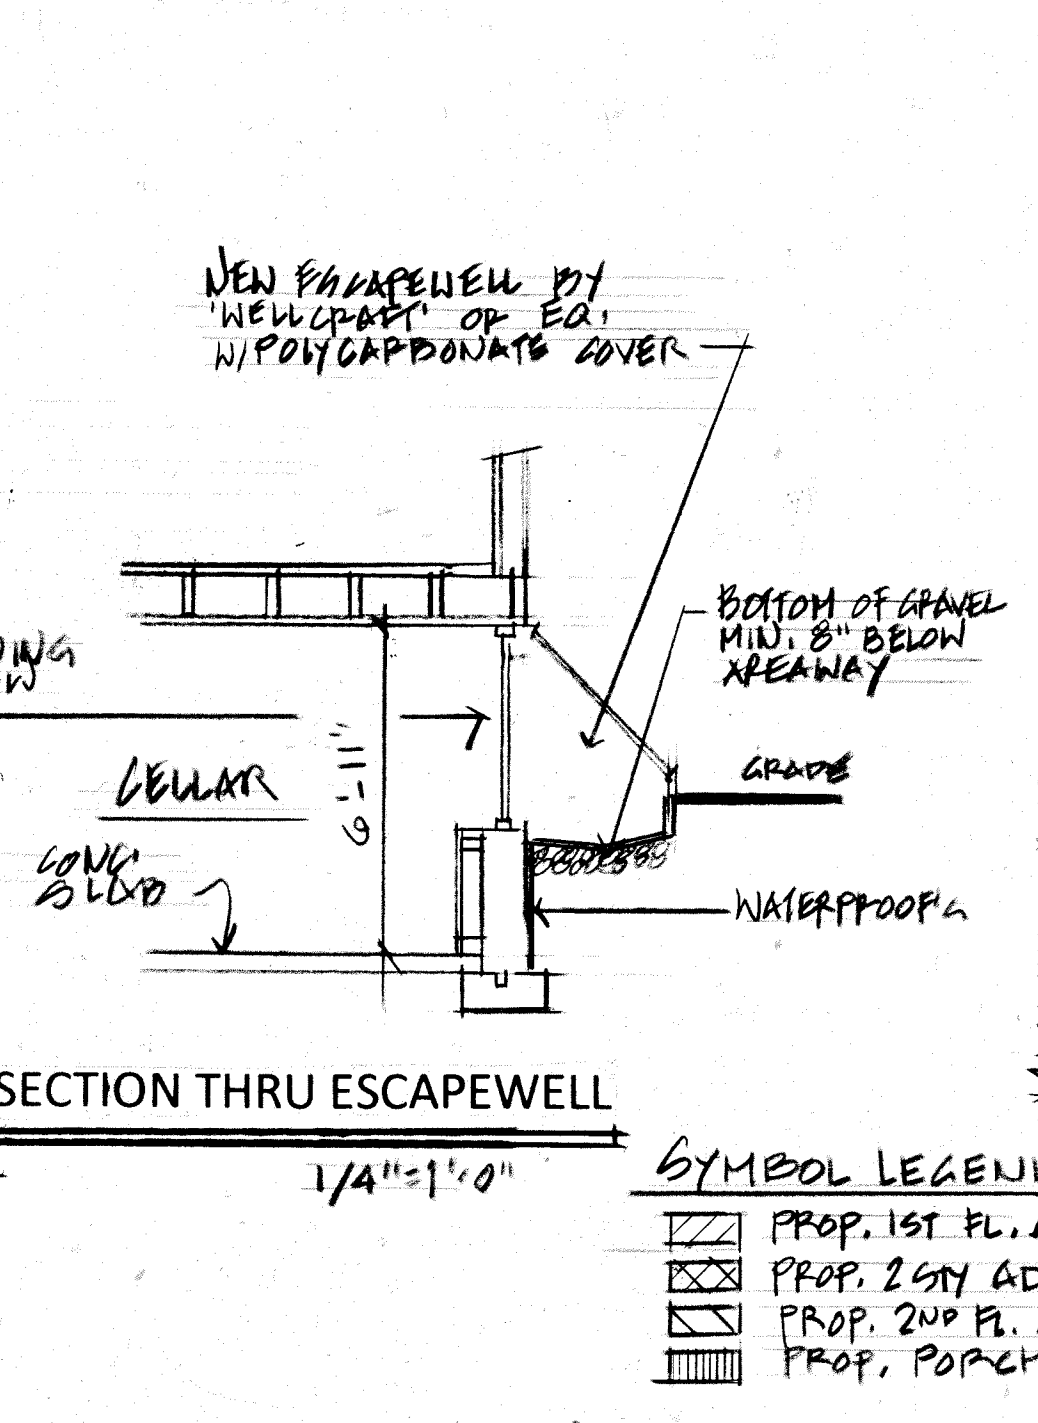 NEW ESCAPEWELL BY
'WELLCRAFT' OR EQ.
W/POLYCARBONATE COVER
BOTTOM OF GRAVEL
MIN. 8" BELOW
AREAWAY
GRADE
CELLAR
6'-11"
CONC.
SLAB
WATERPROOF'G
SECTION THRU ESCAPEWELL
1/4"=1'-0"
SYMBOL LEGEN
PROP. 1ST FL.
PROP. 2 STY AD
PROP. 2ND FL.
PROP. PORCH